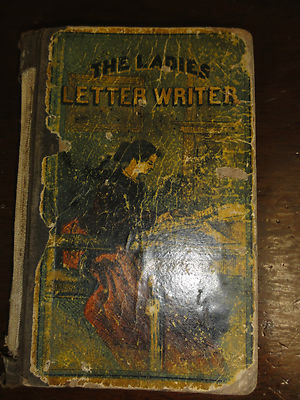 THE LADIES
LETTER WRITER